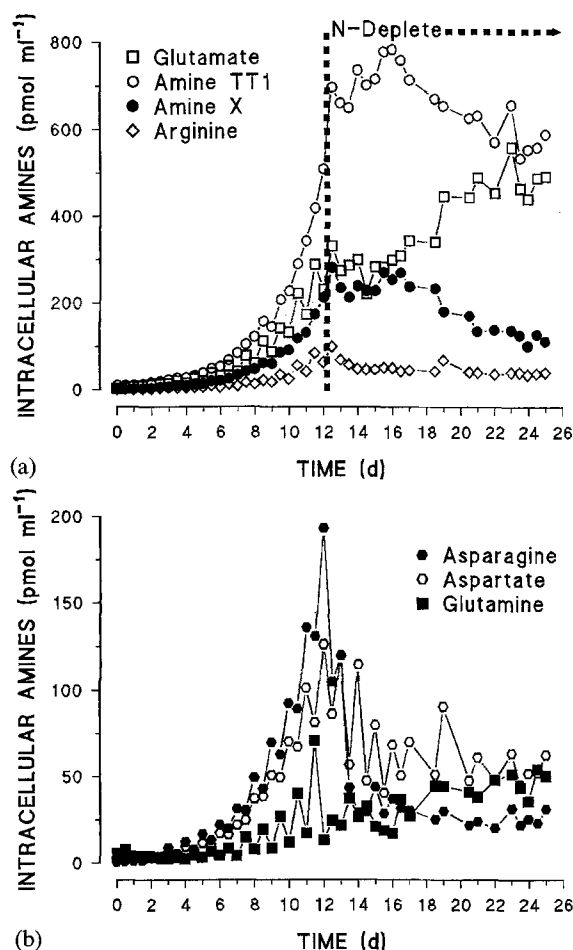 N-Deplete
800
600
400
200
0
INTRACELLULAR AMINES (pmol ml⁻¹)
Glutamate
Amine TT1
Amine X
Arginine
0 2 4 6 8 10 12 14 16 18 20 22 24 26
TIME (d)
(a)
200
150
100
50
0
INTRACELLULAR AMINES (pmol ml⁻¹)
Asparagine
Aspartate
Glutamine
0 2 4 6 8 10 12 14 16 18 20 22 24 26
TIME (d)
(b)